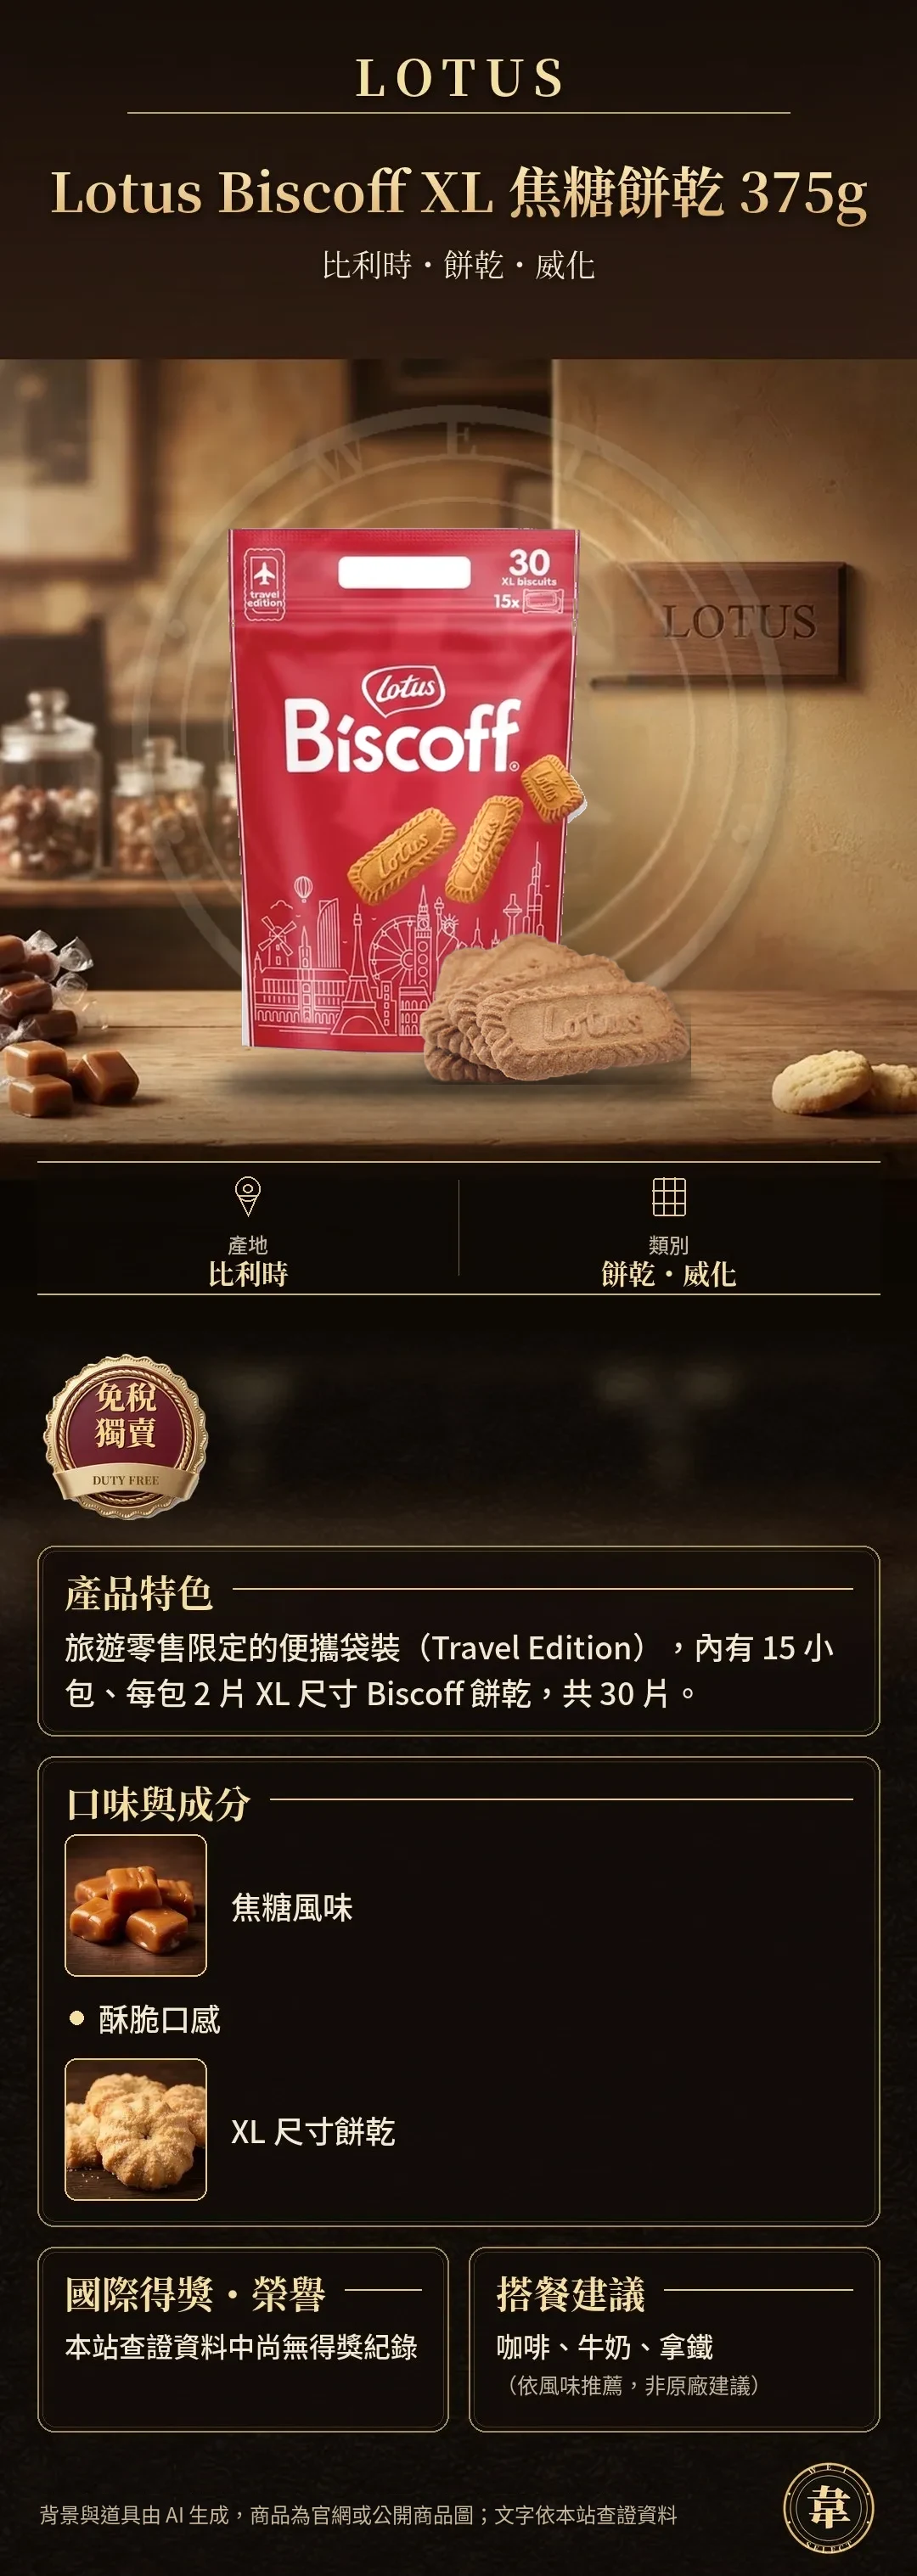 LOTUS
Lotus Biscoff XL 焦糖餅乾 375g
比利時・餅乾・威化
W E I
travel
edition
30
XL biscuits
15x
Lotus
Biscoff®
Lotus
Lotus
Lotus
LOTUS
Lotus
產地
比利時
類別
餅乾・威化
免稅
獨賣
DUTY FREE
產品特色
旅遊零售限定的便攜袋裝（Travel Edition），內有 15 小
包、每包 2 片 XL 尺寸 Biscoff 餅乾，共 30 片。
口味與成分
焦糖風味
酥脆口感
XL 尺寸餅乾
國際得獎・榮譽
本站查證資料中尚無得獎紀錄
搭餐建議
咖啡、牛奶、拿鐵
（依風味推薦，非原廠建議）
背景與道具由 AI 生成，商品為官網或公開商品圖；文字依本站查證資料
WEI
韋
SELECT